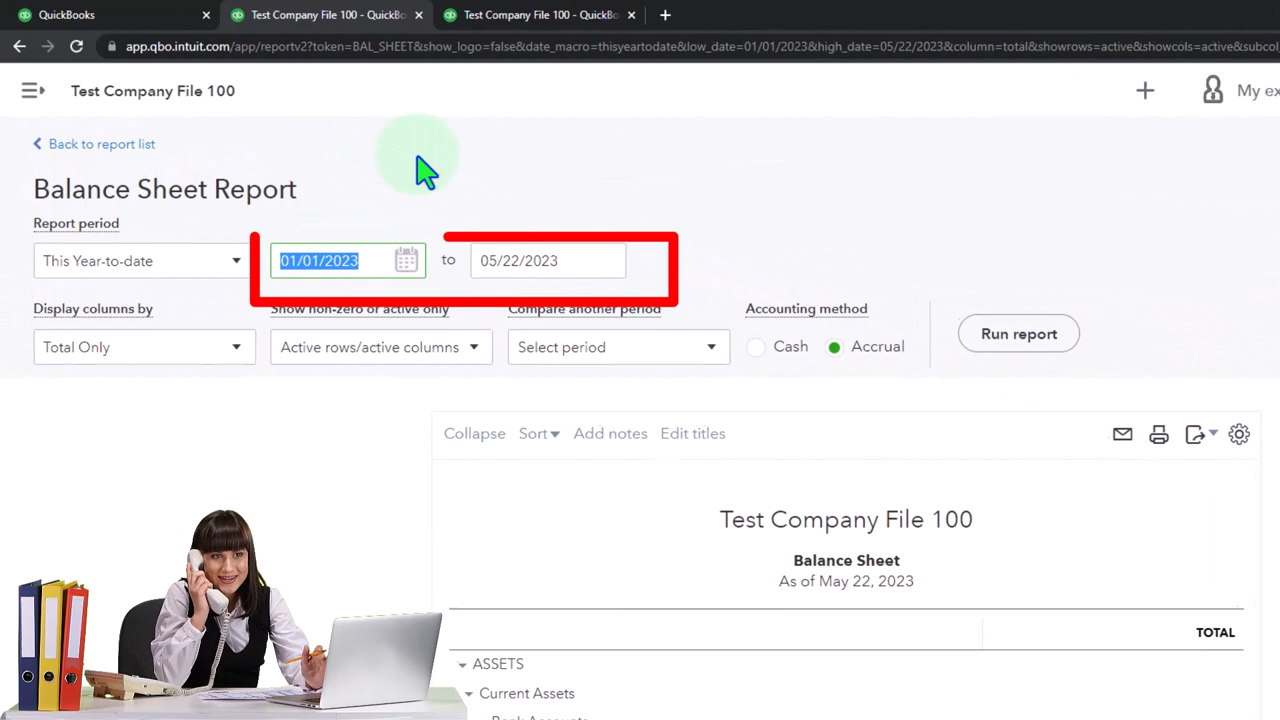 QuickBooks
Test Company File 100 - QuickBo
Test Company File 100 - QuickBo
app.qbo.intuit.com/app/reportv2?token=BAL_SHEET&show_logo=false&date_macro=thisyeartodate&low_date=01/01/2023&high_date=05/22/2023&column=total&showrows=active&showcols=active&subcol_
Test Company File 100
My ex
Back to report list
Balance Sheet Report
Report period
This Year-to-date
01/01/2023
to
05/22/2023
Display columns by
Show non-zero or active only
Compare another period
Accounting method
Total Only
Active rows/active columns
Select period
Cash
Accrual
Run report
Collapse
Sort
Add notes
Edit titles
Test Company File 100
Balance Sheet
As of May 22, 2023
TOTAL
ASSETS
Current Assets
Bank Accounts